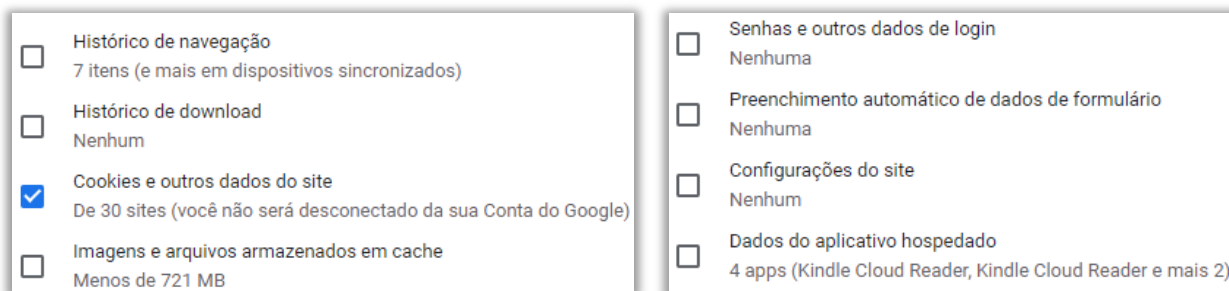 Histórico de navegação
7 itens (e mais em dispositivos sincronizados)
Histórico de download
Nenhum
Cookies e outros dados do site
De 30 sites (você não será desconectado da sua Conta do Google)
Imagens e arquivos armazenados em cache
Menos de 721 MB
Senhas e outros dados de login
Nenhuma
Preenchimento automático de dados de formulário
Nenhuma
Configurações do site
Nenhum
Dados do aplicativo hospedado
4 apps (Kindle Cloud Reader, Kindle Cloud Reader e mais 2)